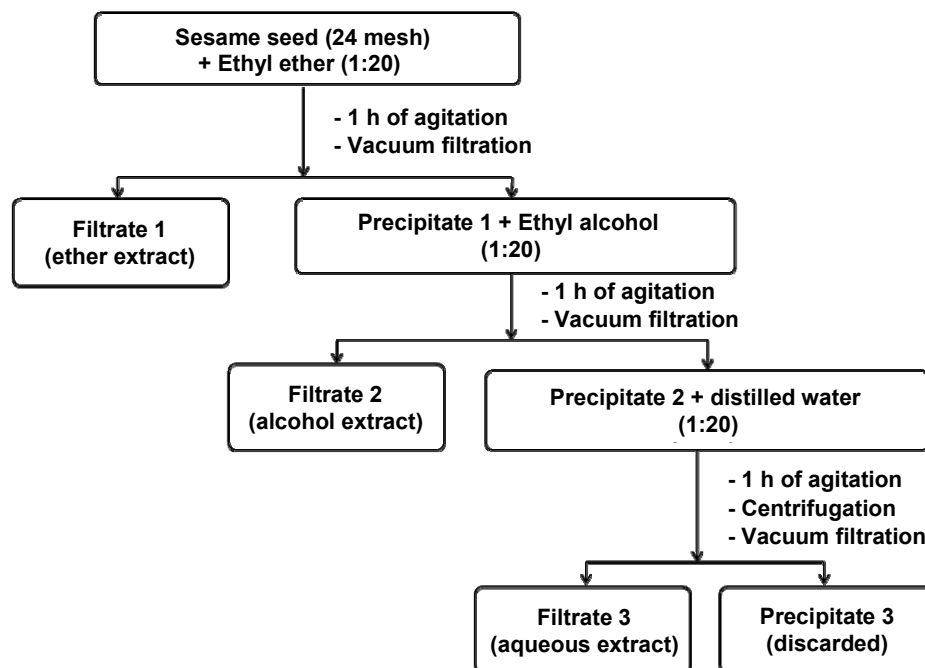 Sesame seed (24 mesh)
+ Ethyl ether (1:20)
- 1 h of agitation
- Vacuum filtration
Filtrate 1
(ether extract)
Precipitate 1 + Ethyl alcohol
(1:20)
- 1 h of agitation
- Vacuum filtration
Filtrate 2
(alcohol extract)
Precipitate 2 + distilled water
(1:20)
- 1 h of agitation
- Centrifugation
- Vacuum filtration
Filtrate 3
(aqueous extract)
Precipitate 3
(discarded)